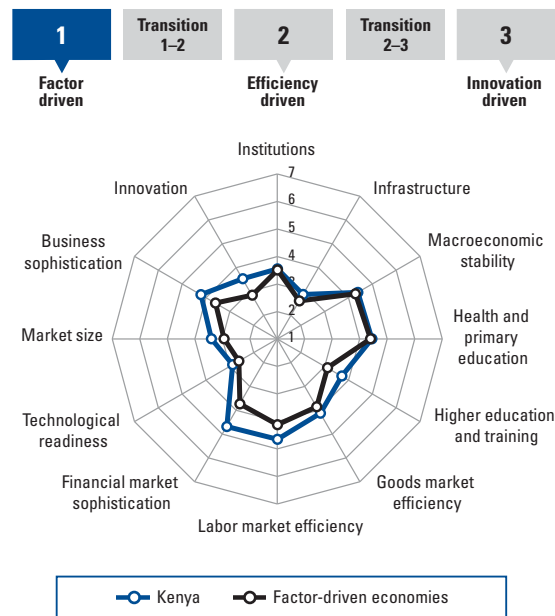 1
Transition
1–2
2
Transition
2–3
3
Factor
driven
Efficiency
driven
Innovation
driven
Institutions
7
6
5
4
3
2
1
Innovation
Infrastructure
Business
sophistication
Macroeconomic
stability
Market size
Health and
primary
education
Technological
readiness
Higher education
and training
Financial market
sophistication
Goods market
efficiency
Labor market efficiency
Kenya
Factor-driven economies